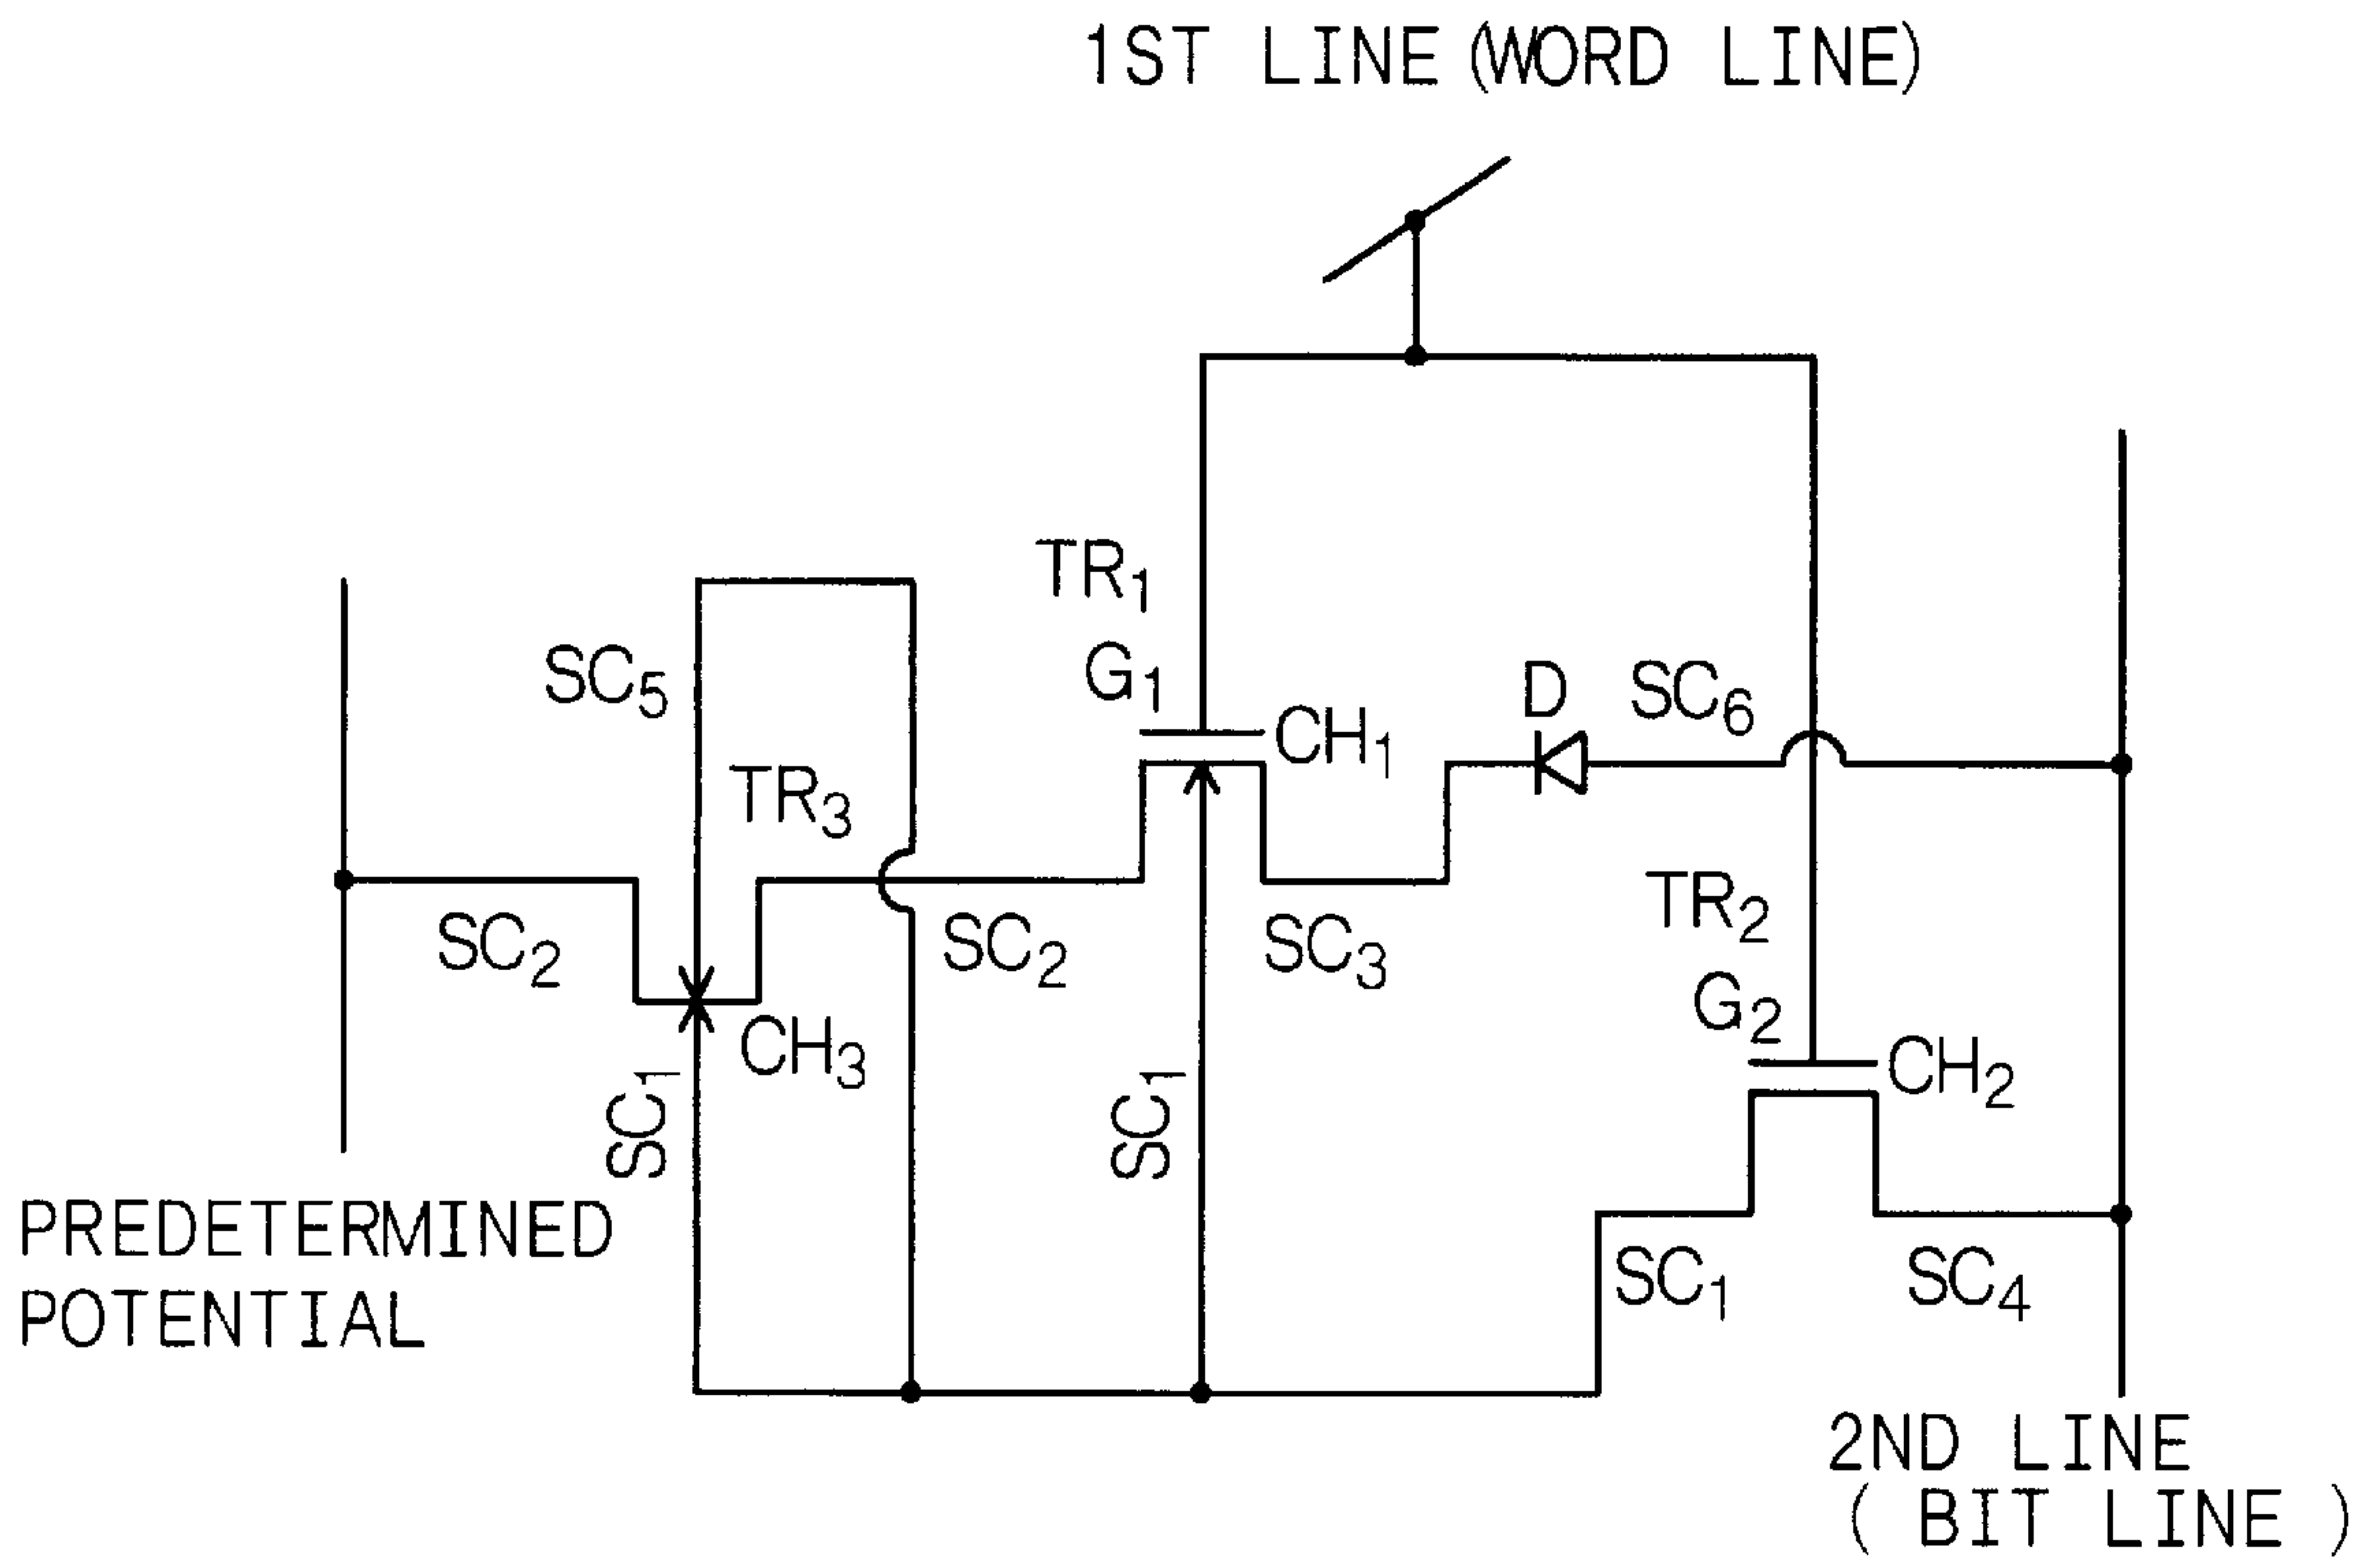 1ST LINE (WORD LINE)
TR1
G1
CH1
D
SC6
SC5
TR3
TR2
G2
CH2
SC2
SC2
SC3
CH3
SC1
SC1
SC1
SC4
PREDETERMINED
POTENTIAL
2ND LINE
( BIT LINE )